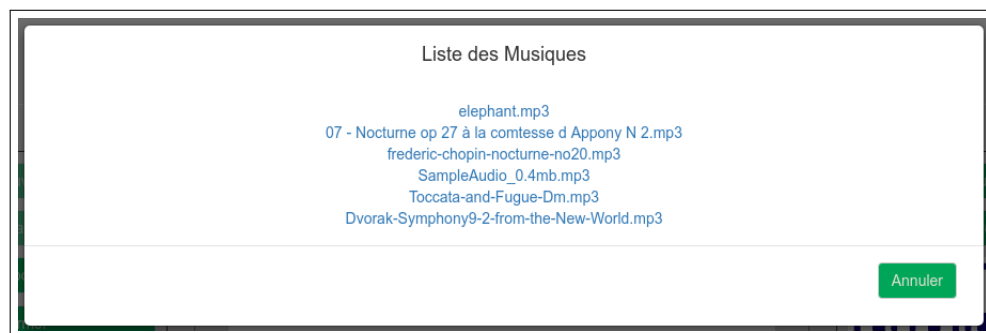 Liste des Musiques
elephant.mp3
07 - Nocturne op 27 à la comtesse d Appony N 2.mp3
frederic-chopin-nocturne-no20.mp3
SampleAudio_0.4mb.mp3
Toccata-and-Fugue-Dm.mp3
Dvorak-Symphony9-2-from-the-New-World.mp3
Annuler